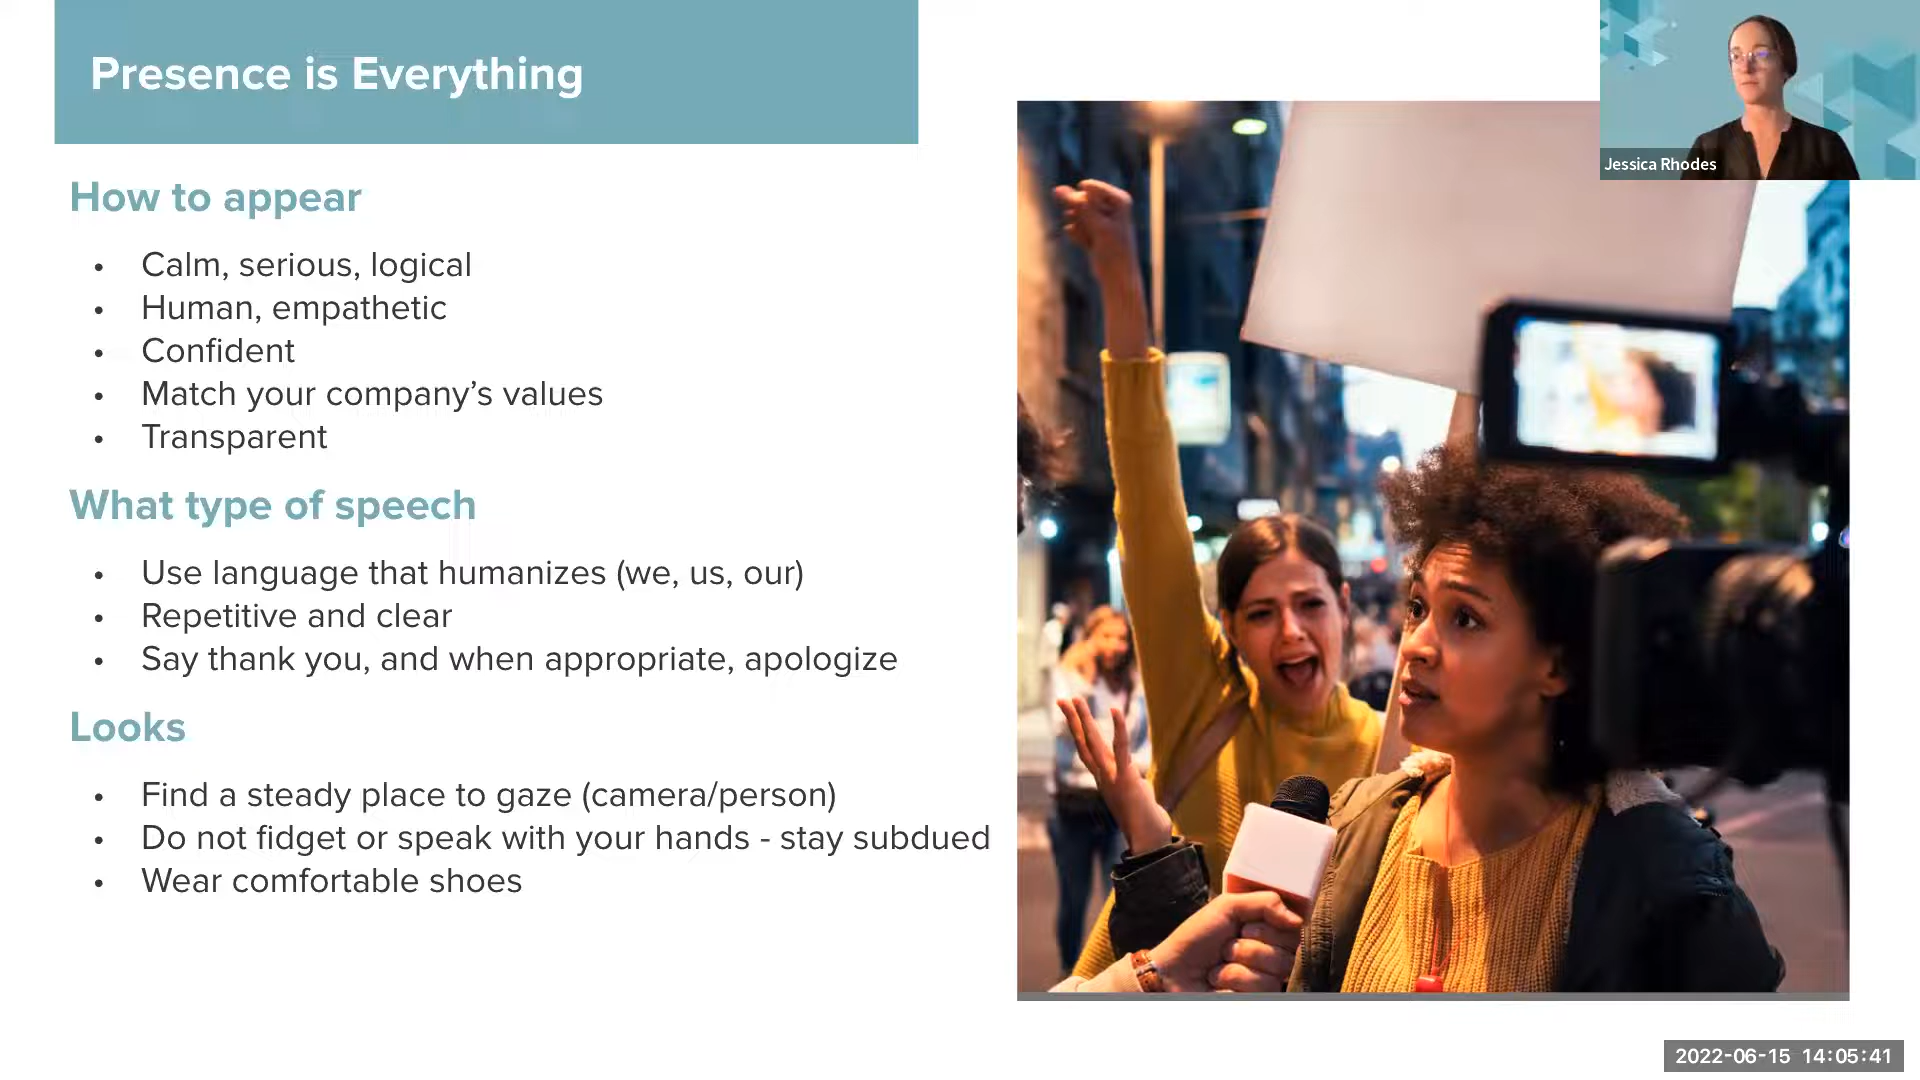 Presence is Everything
Jessica Rhodes
How to appear
• Calm, serious, logical
• Human, empathetic
• Confident
• Match your company’s values
• Transparent
What type of speech
• Use language that humanizes (we, us, our)
• Repetitive and clear
• Say thank you, and when appropriate, apologize
Looks
• Find a steady place to gaze (camera/person)
• Do not fidget or speak with your hands - stay subdued
• Wear comfortable shoes
2022-06-15 14:05:41